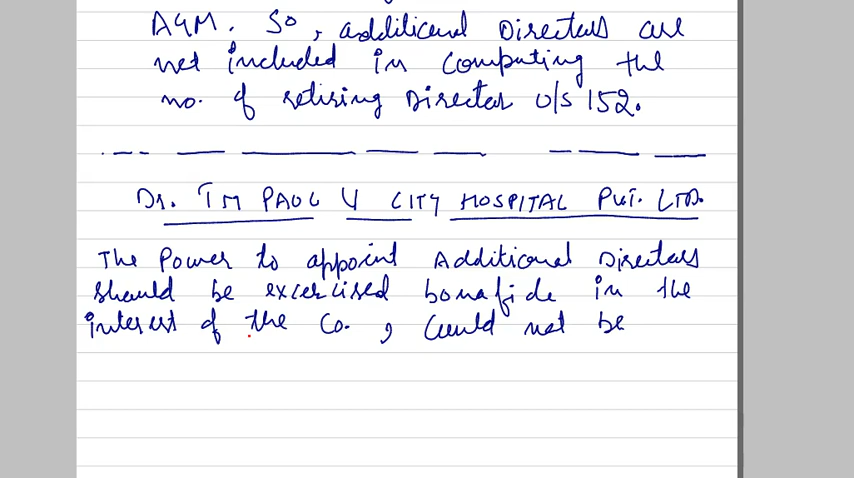 AGM. So, additional Directors are
not included in computing the
no. of retiring Director u/s 152.
Dr. TM PAUL V CITY HOSPITAL PVT. LTD.
The Power to appoint Additional Directors
should be excercised bonafide in the
interest of the Co., could not be